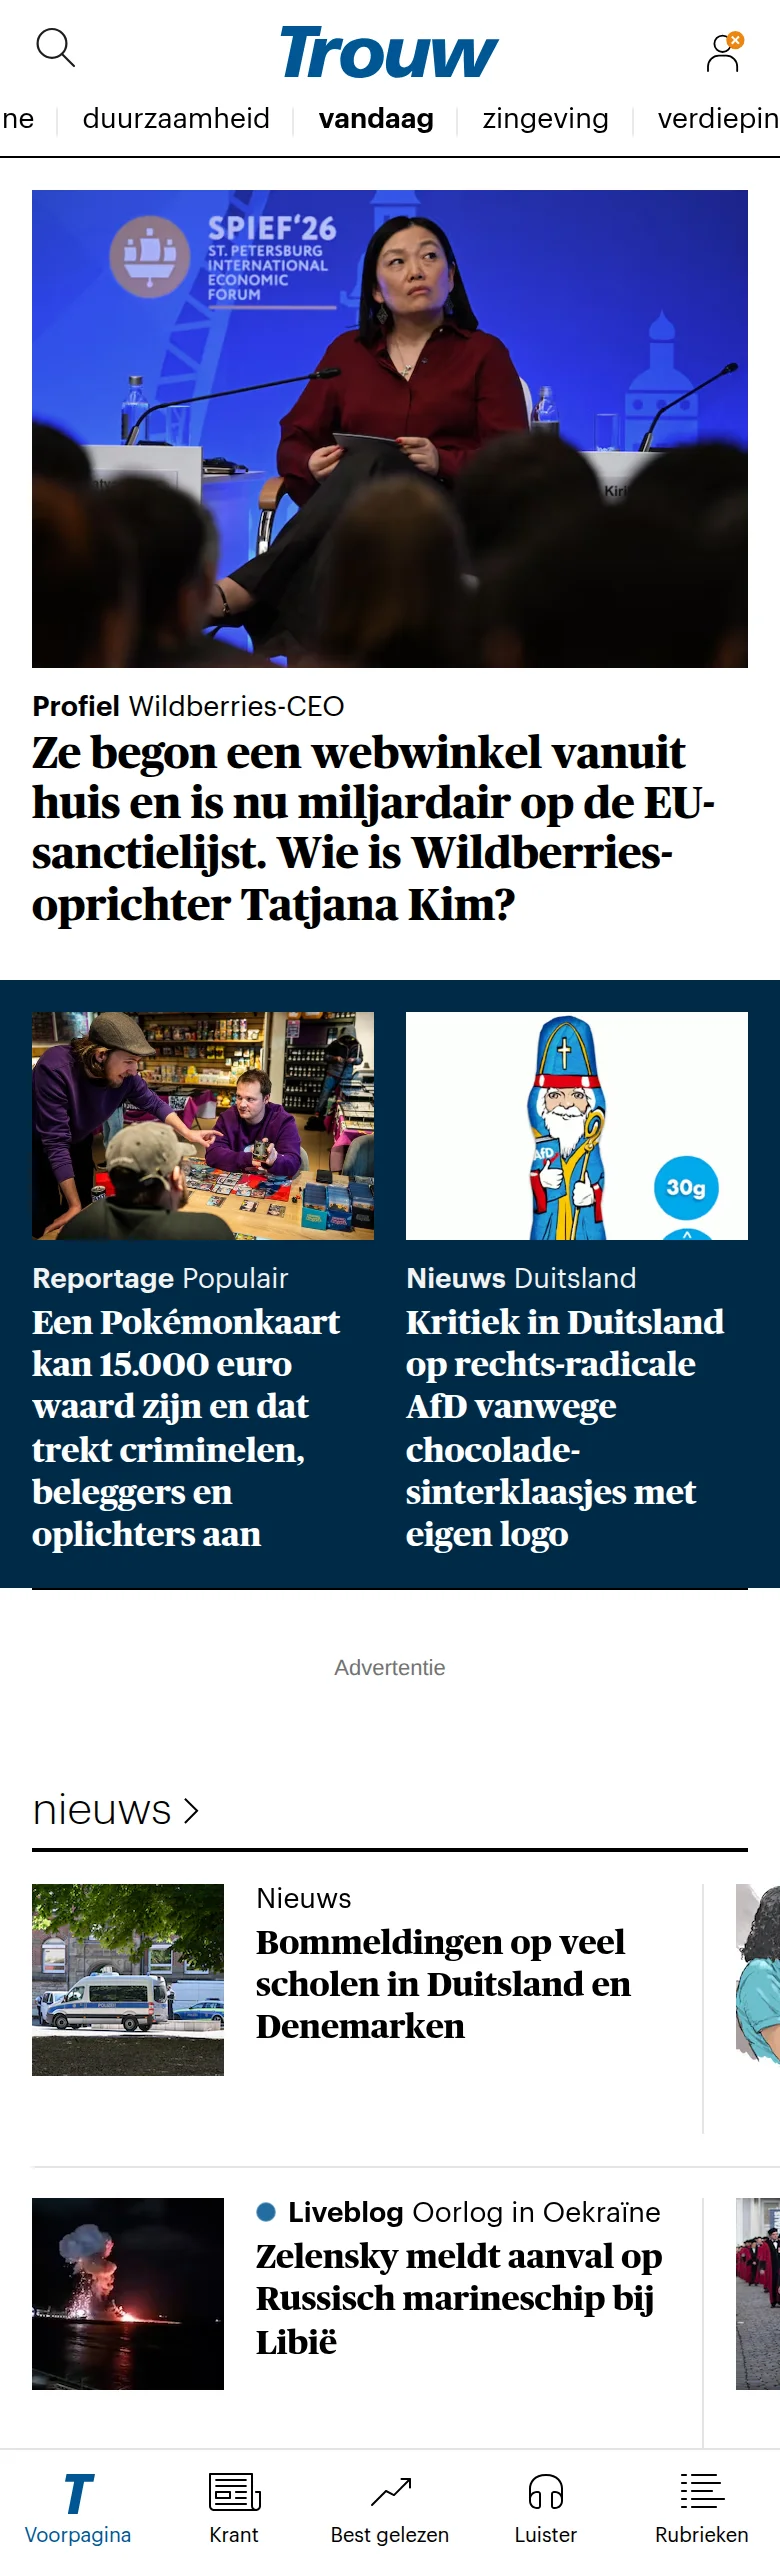 Trouw
duurzaamheid
vandaag
zingeving
SPIEF'26
ST. PETERSBURG
INTERNATIONAL
ECONOMIC
FORUM
Profiel Wildberries-CEO
Ze begon een webwinkel vanuit
huis en is nu miljardair op de EU-
sanctielijst. Wie is Wildberries-
oprichter Tatjana Kim?
AfD
30g
Reportage Populair
Een Pokémonkaart
kan 15.000 euro
waard zijn en dat
trekt criminelen,
beleggers en
oplichters aan
Nieuws Duitsland
Kritiek in Duitsland
op rechts-radicale
AfD vanwege
chocolade-
sinterklaasjes met
eigen logo
Advertentie
nieuws
Nieuws
Bommeldingen op veel
scholen in Duitsland en
Denemarken
Liveblog Oorlog in Oekraïne
Zelensky meldt aanval op
Russisch marineschip bij
Libië
T
Voorpagina
Krant
Best gelezen
Luister
Rubrieken